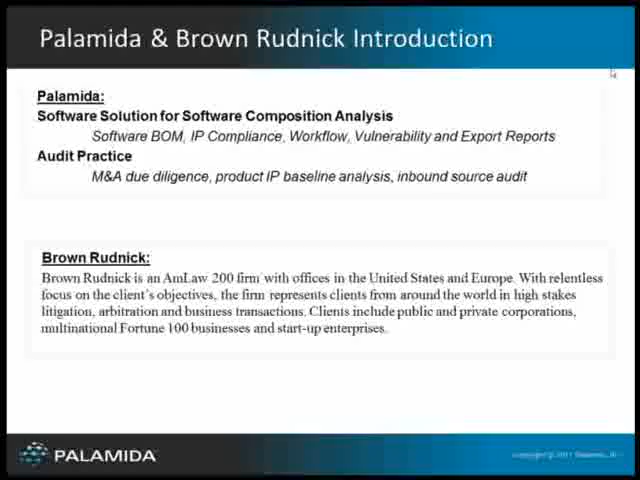 Palamida & Brown Rudnick Introduction
Palamida:
Software Solution for Software Composition Analysis
Software BOM, IP Compliance, Workflow, Vulnerability and Export Reports
Audit Practice
M&A due diligence, product IP baseline analysis, inbound source audit
Brown Rudnick:
Brown Rudnick is an AmLaw 200 firm with offices in the United States and Europe. With relentless
focus on the client's objectives, the firm represents clients from around the world in high stakes
litigation, arbitration and business transactions. Clients include public and private corporations,
multinational Fortune 100 businesses and start-up enterprises.
PALAMIDA